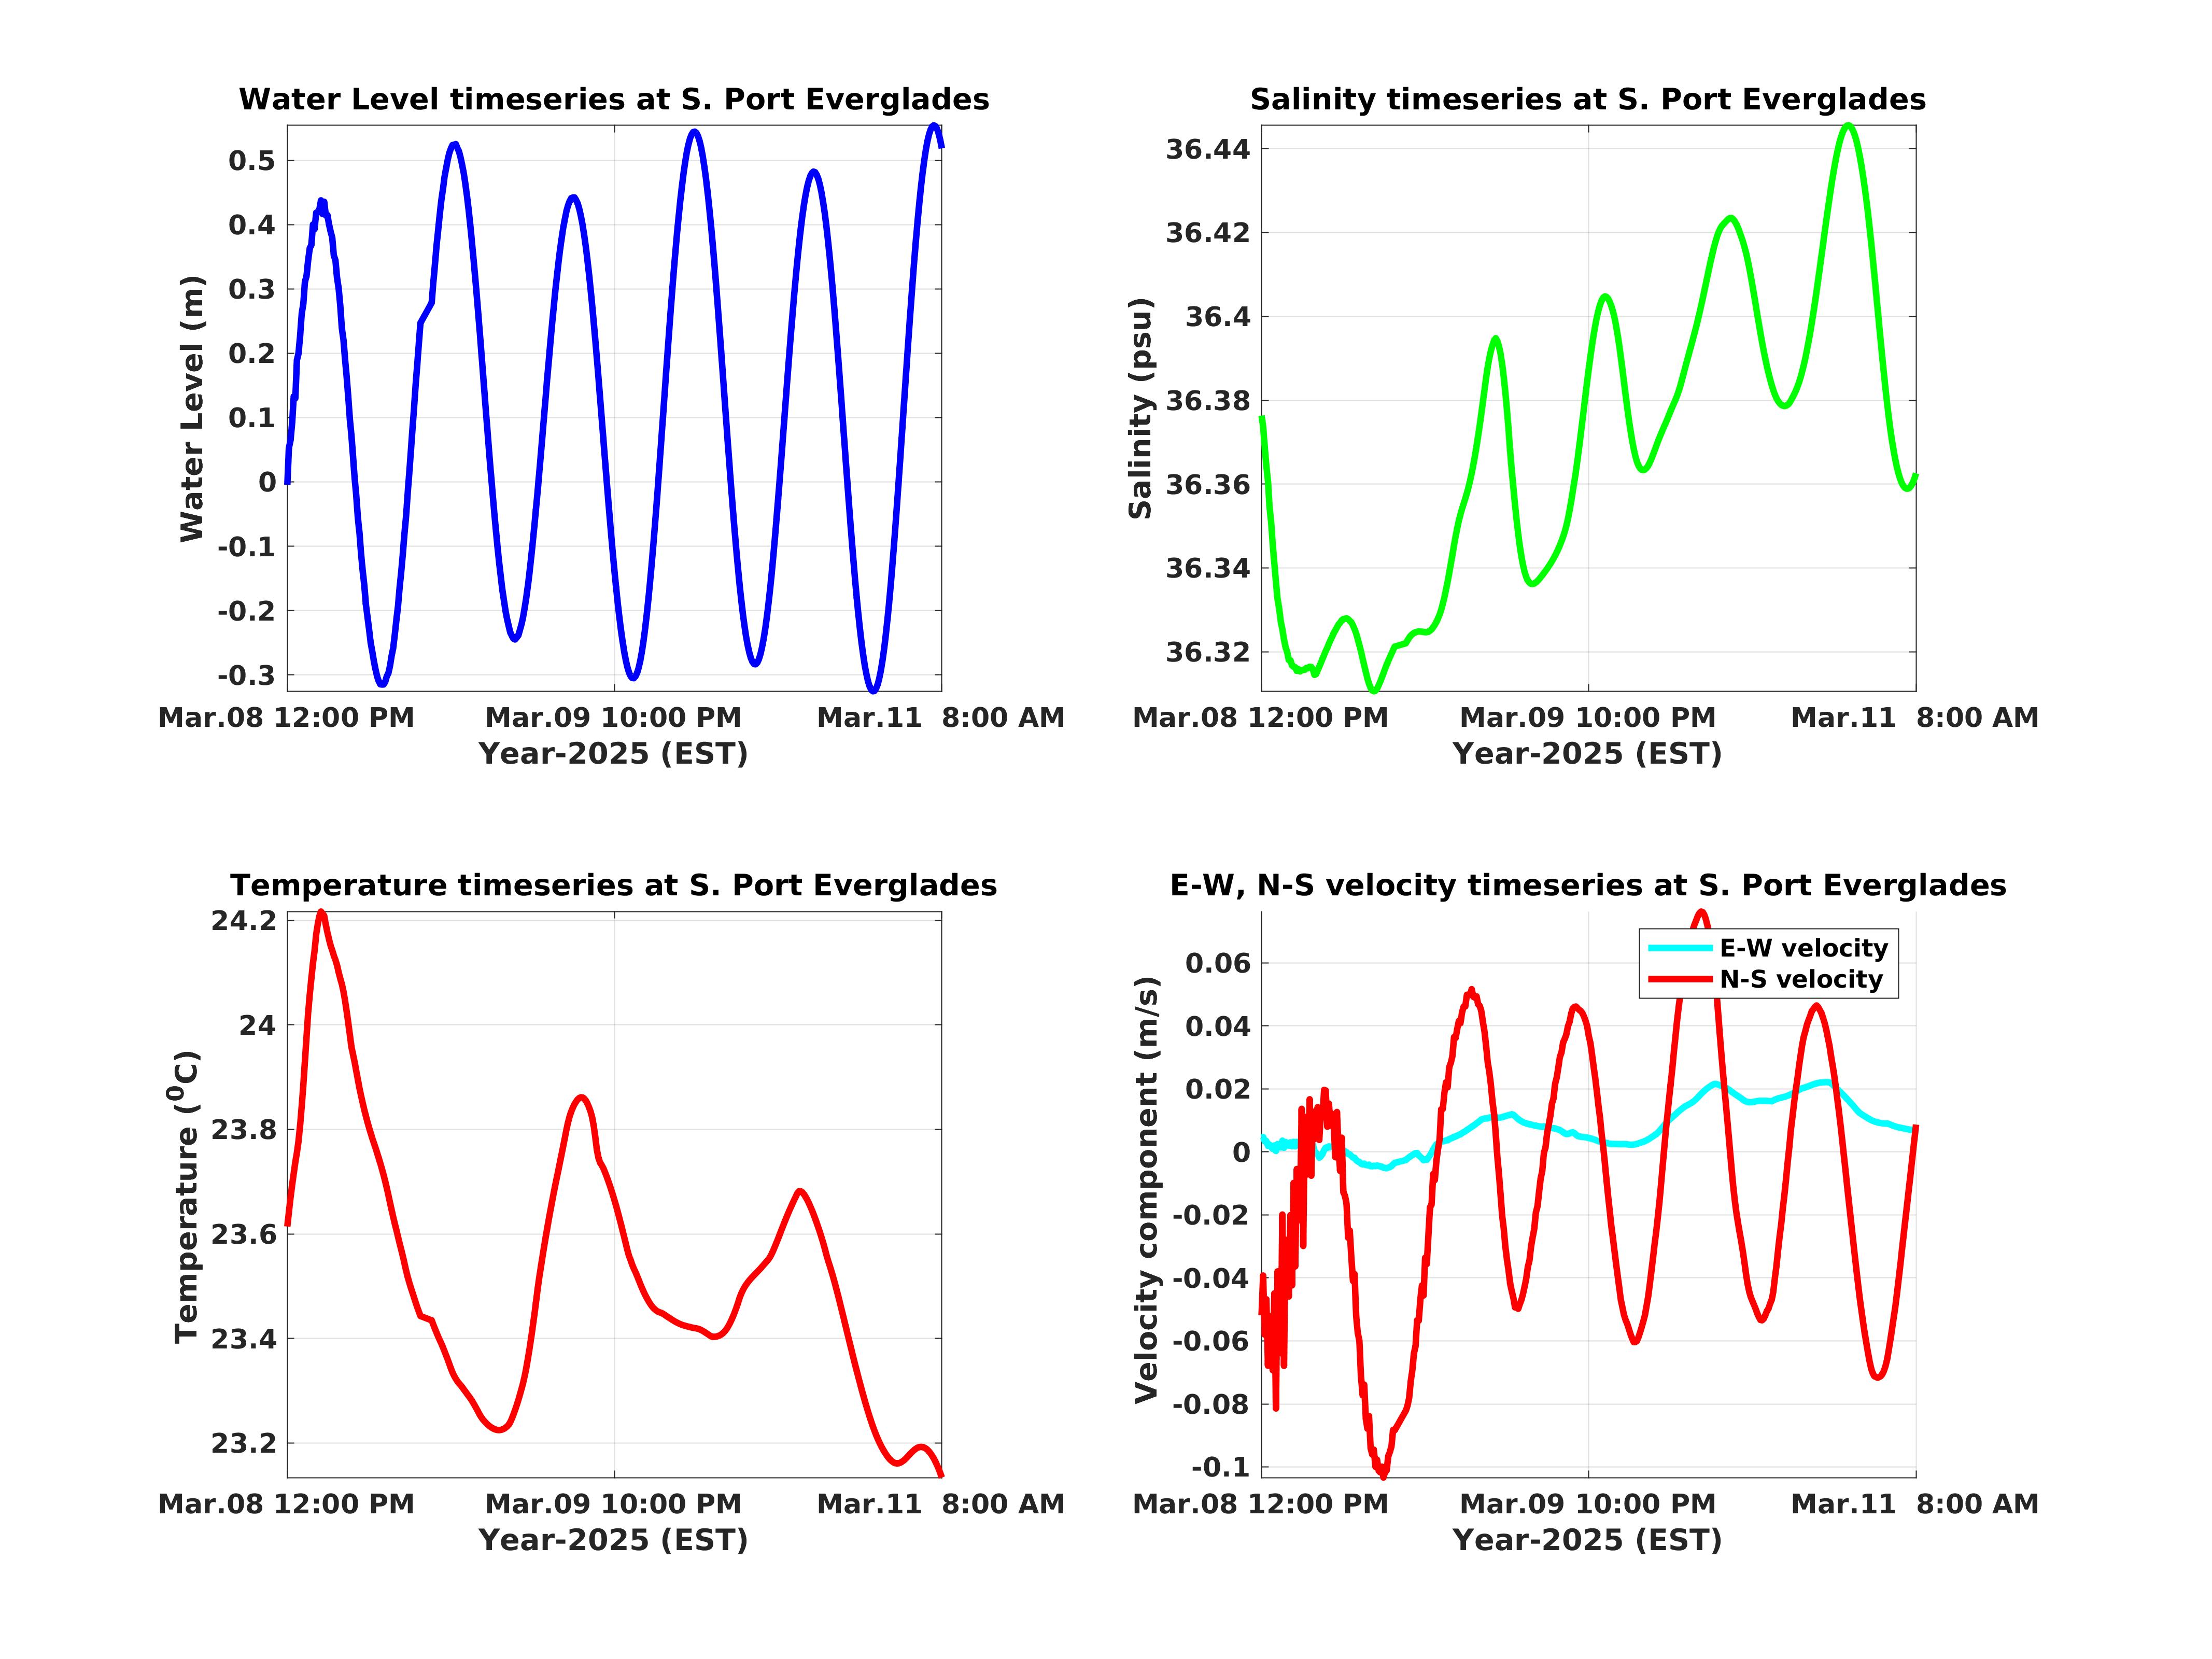 Water Level timeseries at S. Port Everglades
Water Level (m)
0.5
0.4
0.3
0.2
0.1
0
-0.1
-0.2
-0.3
Mar.08 12:00 PM
Mar.09 10:00 PM
Mar.11 8:00 AM
Year-2025 (EST)
Salinity timeseries at S. Port Everglades
Salinity (psu)
36.44
36.42
36.4
36.38
36.36
36.34
36.32
Mar.08 12:00 PM
Mar.09 10:00 PM
Mar.11 8:00 AM
Year-2025 (EST)
Temperature timeseries at S. Port Everglades
Temperature (⁰C)
24.2
24
23.8
23.6
23.4
23.2
Mar.08 12:00 PM
Mar.09 10:00 PM
Mar.11 8:00 AM
Year-2025 (EST)
E-W, N-S velocity timeseries at S. Port Everglades
Velocity component (m/s)
0.06
0.04
0.02
0
-0.02
-0.04
-0.06
-0.08
-0.1
E-W velocity
N-S velocity
Mar.08 12:00 PM
Mar.09 10:00 PM
Mar.11 8:00 AM
Year-2025 (EST)